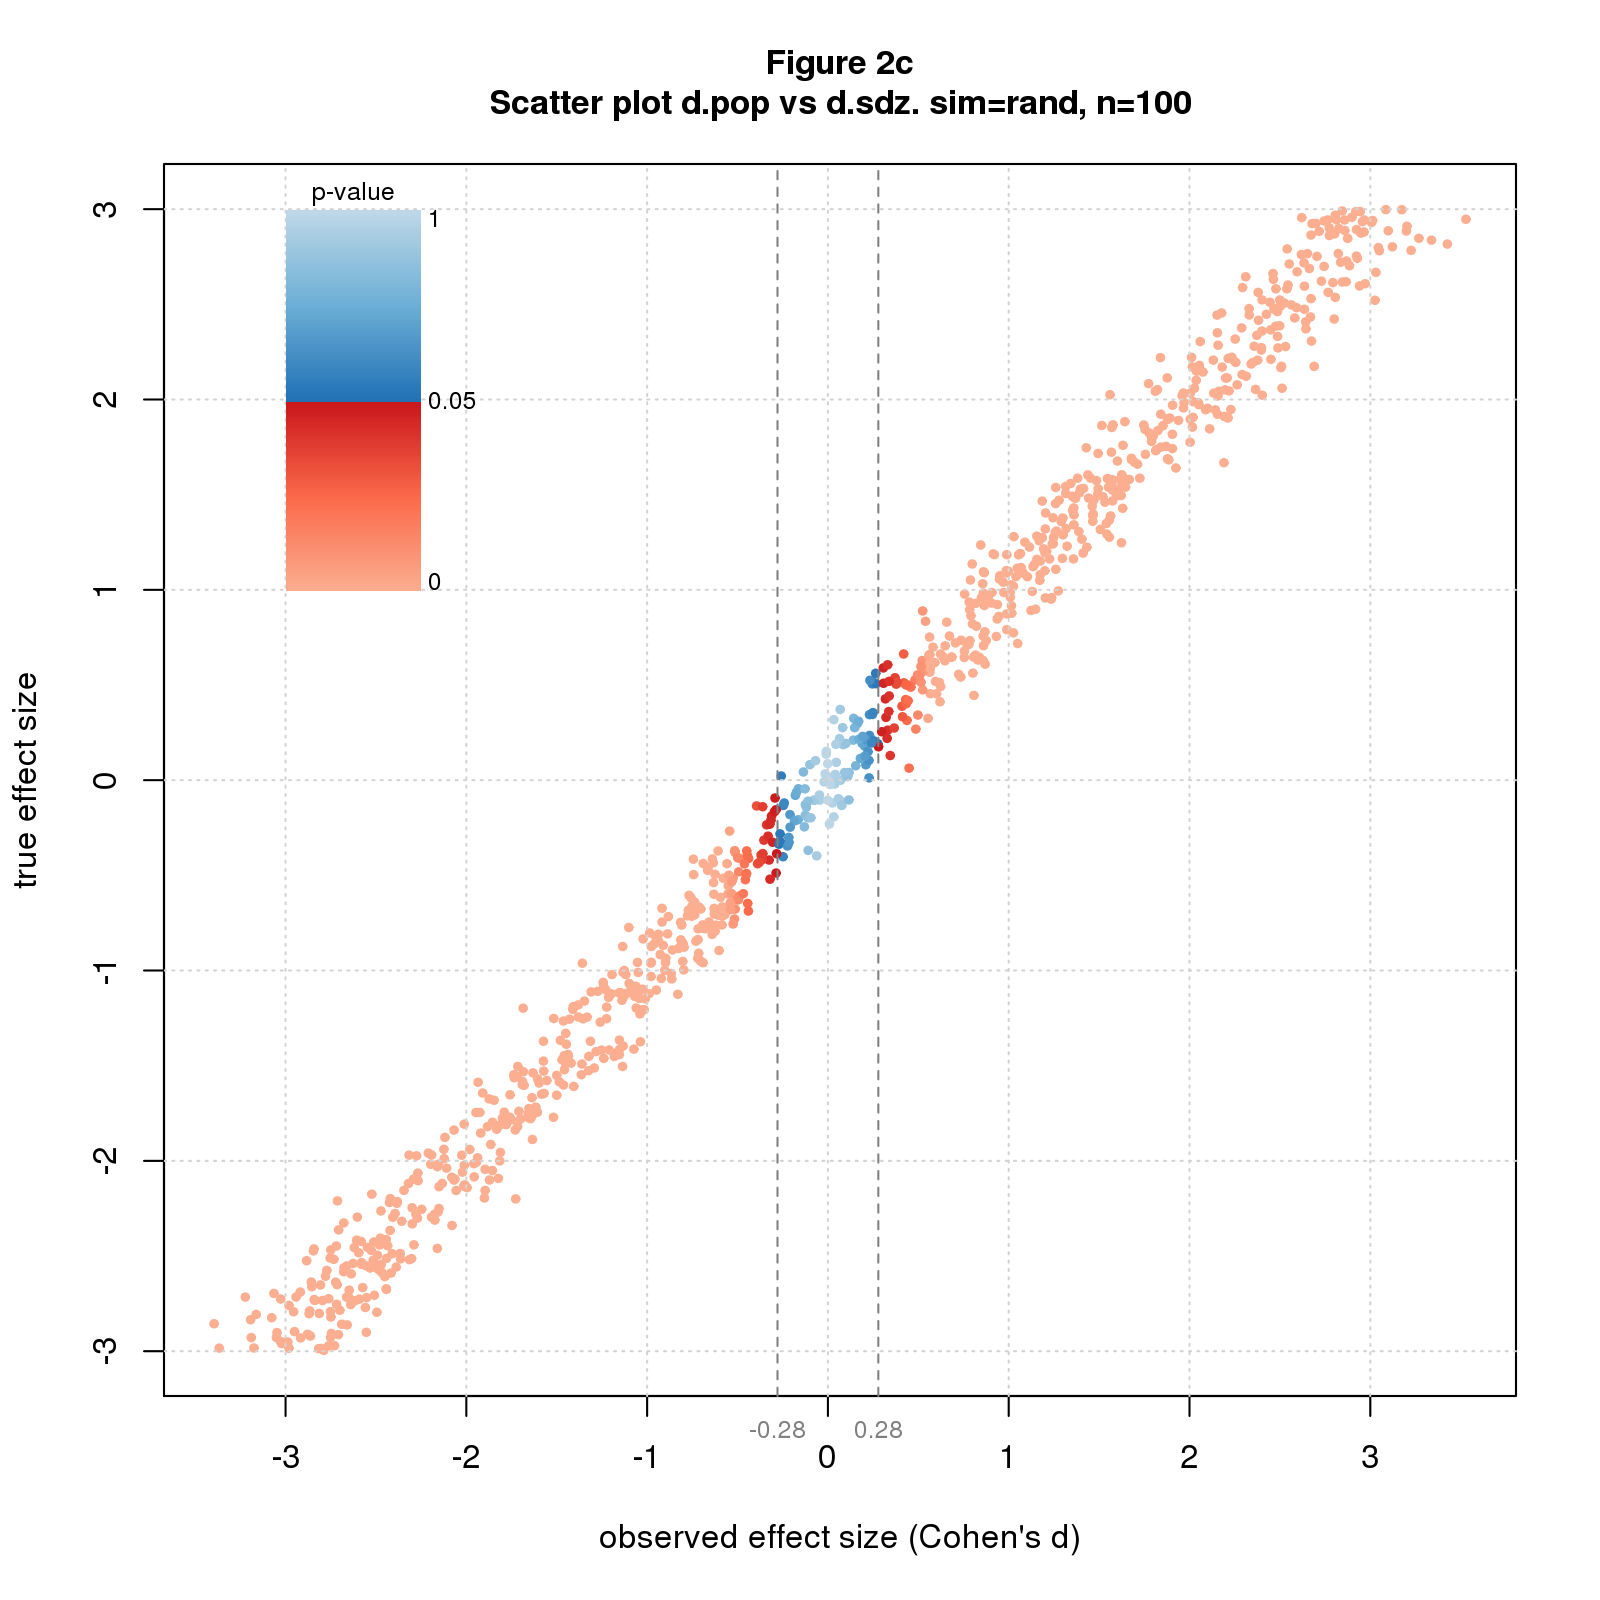 Figure 2c
Scatter plot d.pop vs d.sdz. sim=rand, n=100
p-value
1
0.05
0
true effect size
3
2
1
0
-1
-2
-3
-0.28 0.28
-3 -2 -1 0 1 2 3
observed effect size (Cohen's d)